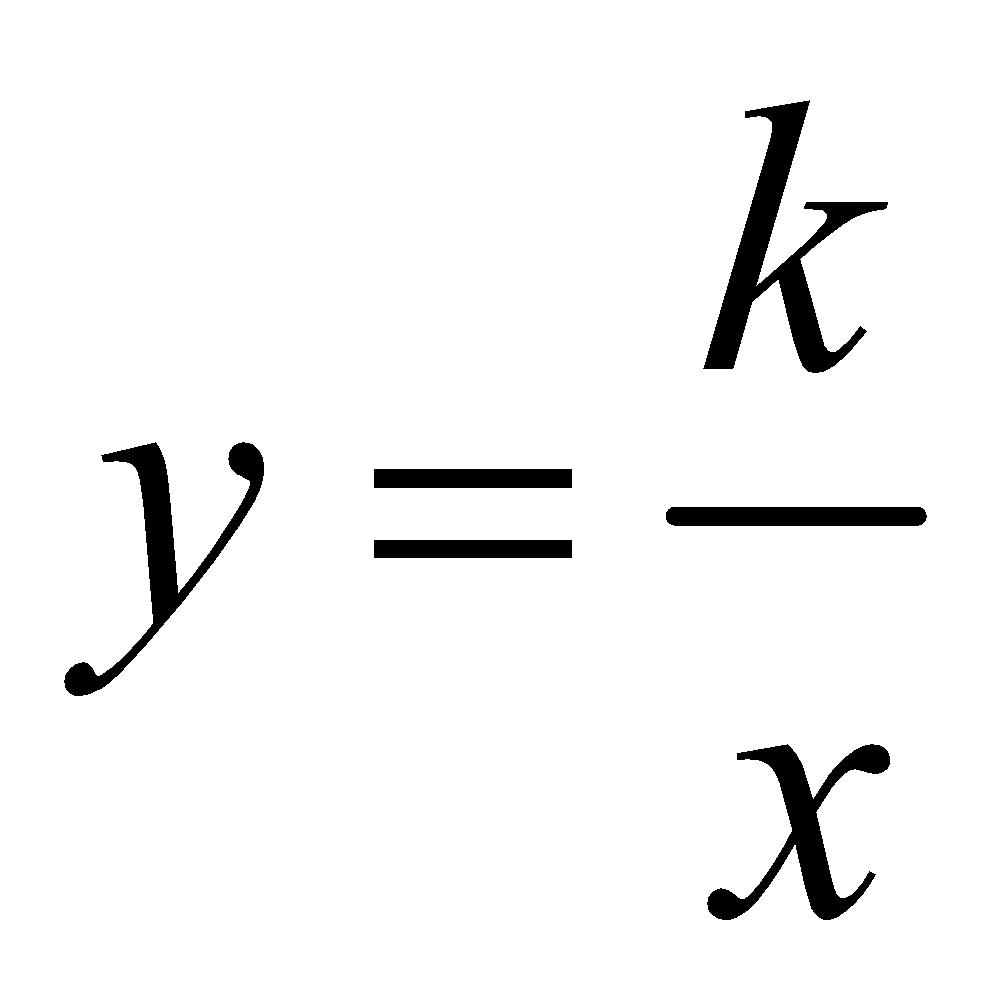 y = k/x